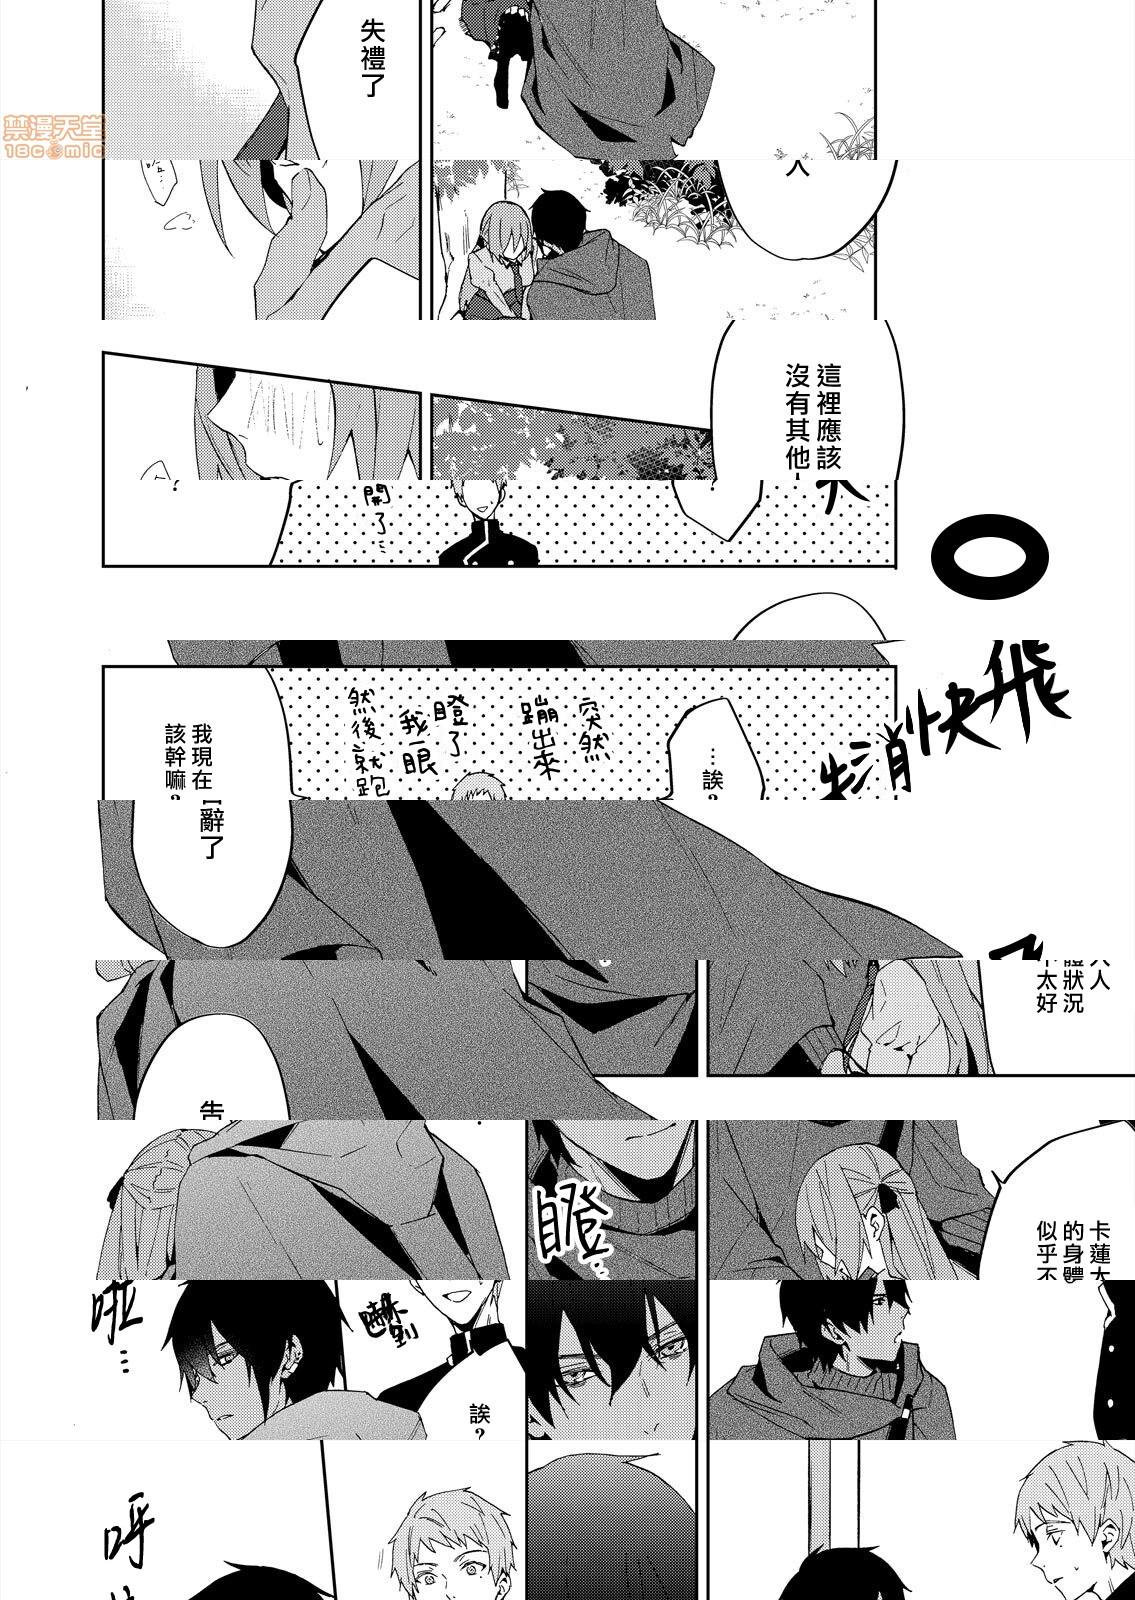 失禮了
禁漫天堂
18comic
人
這裡應該
沒有其他
開了…
飛快
消
突然
蹦出來
瞪了
我一眼
然後就跑
…誒?
我現在
該幹嘛?
辭了
人
體狀況
太好
告
瞪…
卡蓮大
的身體
似乎不
嚇到
誒?
啦…
呼